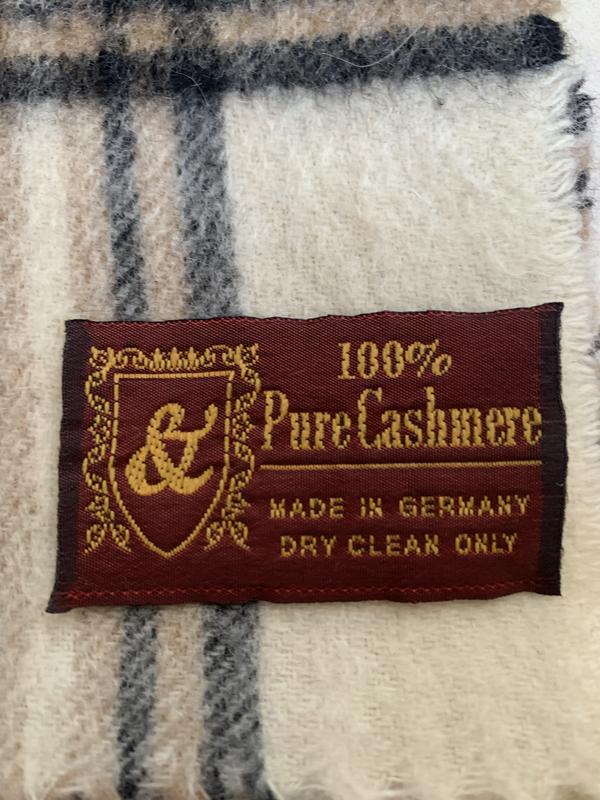 &
100%
Pure Cashmere
MADE IN GERMANY
DRY CLEAN ONLY